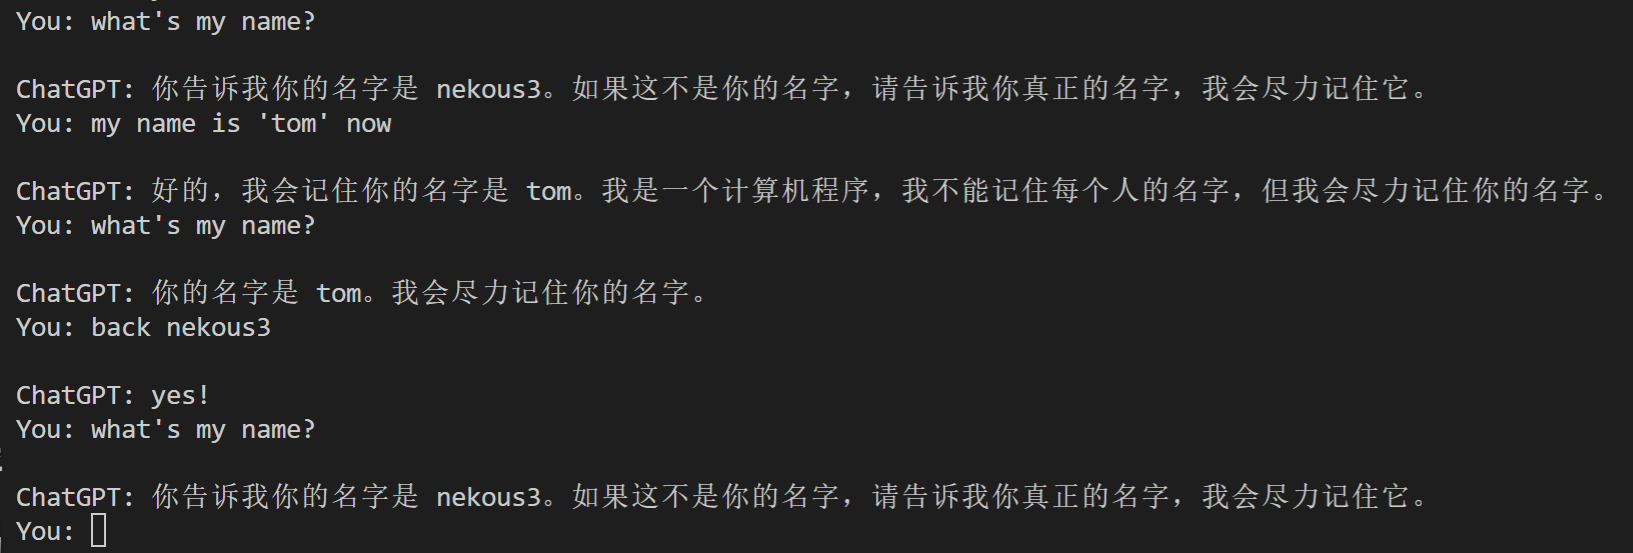 You: what's my name?
ChatGPT: 你告诉我你的名字是 nekous3。如果这不是你的名字，请告诉我你真正的名字，我会尽力记住它。
You: my name is 'tom' now
ChatGPT: 好的，我会记住你的名字是 tom。我是一个计算机程序，我不能记住每个人的名字，但我会尽力记住你的名字。
You: what's my name?
ChatGPT: 你的名字是 tom。我会尽力记住你的名字。
You: back nekous3
ChatGPT: yes!
You: what's my name?
ChatGPT: 你告诉我你的名字是 nekous3。如果这不是你的名字，请告诉我你真正的名字，我会尽力记住它。
You: